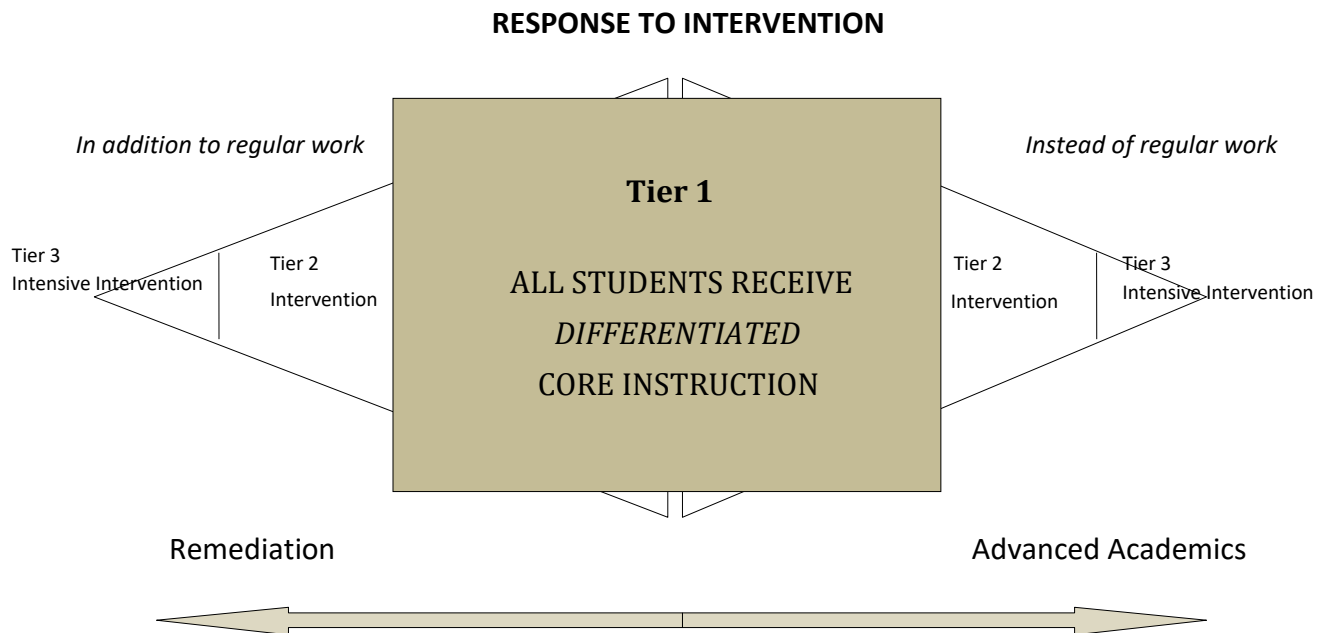 RESPONSE TO INTERVENTION
In addition to regular work
Instead of regular work
Tier 1
ALL STUDENTS RECEIVE
DIFFERENTIATED
CORE INSTRUCTION
Tier 3
Intensive Intervention
Tier 2
Intervention
Tier 2
Intervention
Tier 3
Intensive Intervention
Remediation
Advanced Academics